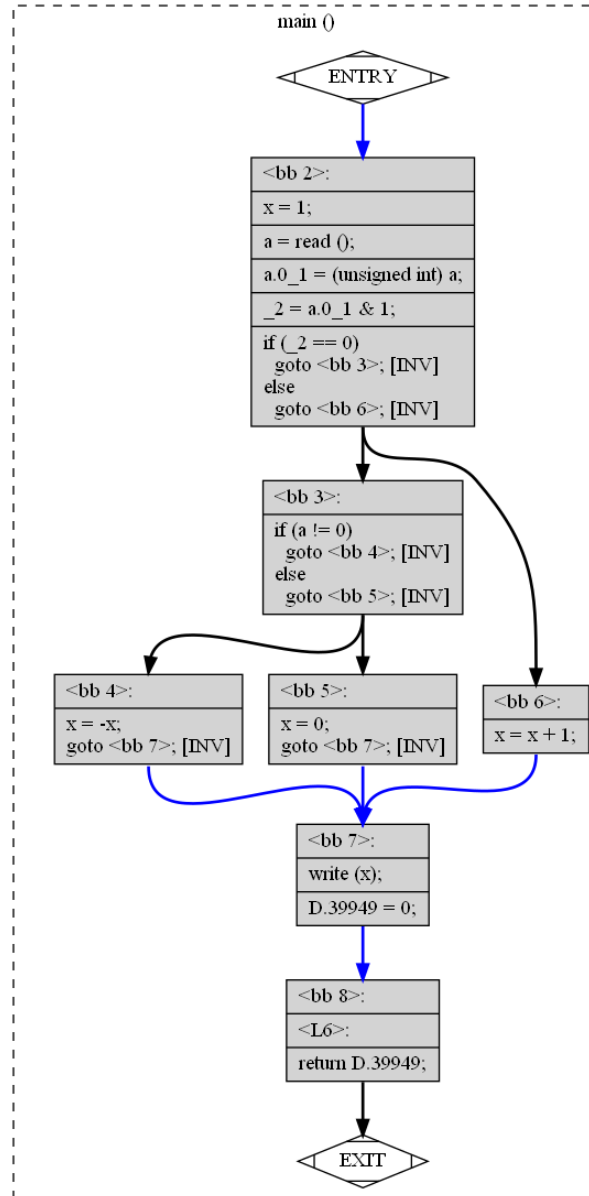 main ()
ENTRY
<bb 2>:
x = 1;
a = read ();
a.0_1 = (unsigned int) a;
_2 = a.0_1 & 1;
if (_2 == 0)
goto <bb 3>; [INV]
else
goto <bb 6>; [INV]
<bb 3>:
if (a != 0)
goto <bb 4>; [INV]
else
goto <bb 5>; [INV]
<bb 4>:
x = -x;
goto <bb 7>; [INV]
<bb 5>:
x = 0;
goto <bb 7>; [INV]
<bb 6>:
x = x + 1;
<bb 7>:
write (x);
D.39949 = 0;
<bb 8>:
<L6>:
return D.39949;
EXIT